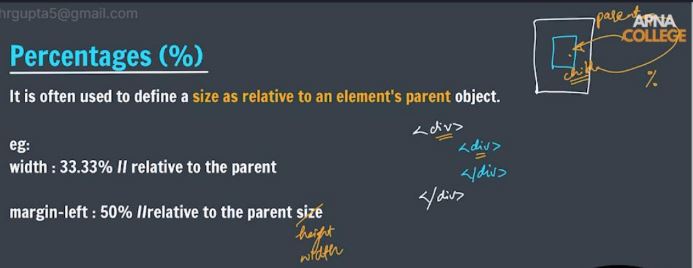 hrgupta5@gmail.com
parent
APNA
COLLEGE
child
%
Percentages (%)
It is often used to define a size as relative to an element's parent object.
<div>
<div>
</div>
</div>
eg:
width : 33.33% // relative to the parent
margin-left : 50% //relative to the parent size
height
width